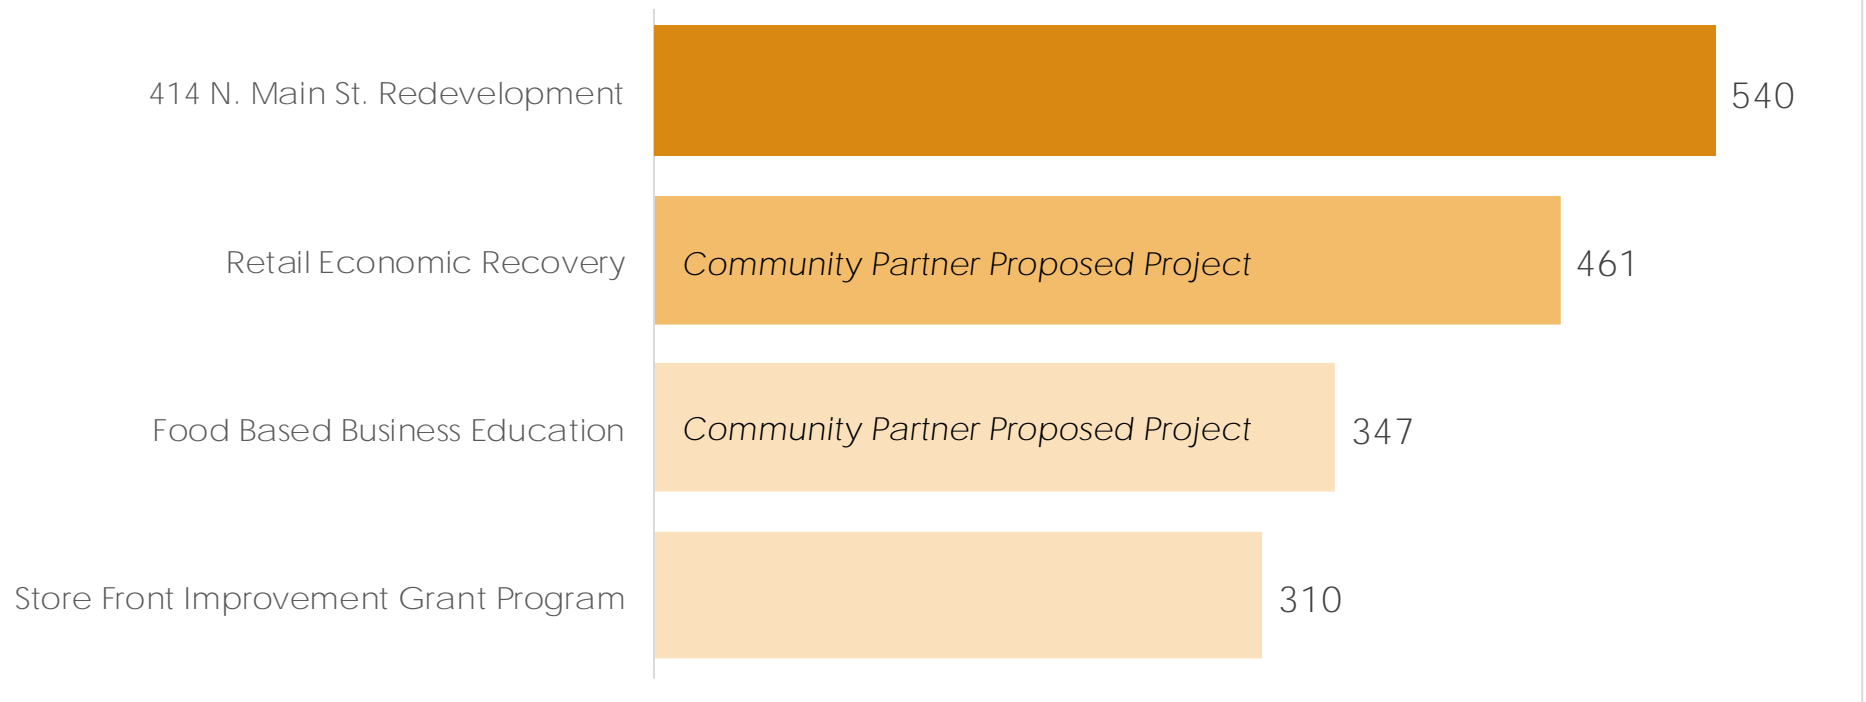 414 N. Main St. Redevelopment
540
Retail Economic Recovery
Community Partner Proposed Project
461
Food Based Business Education
Community Partner Proposed Project
347
Store Front Improvement Grant Program
310